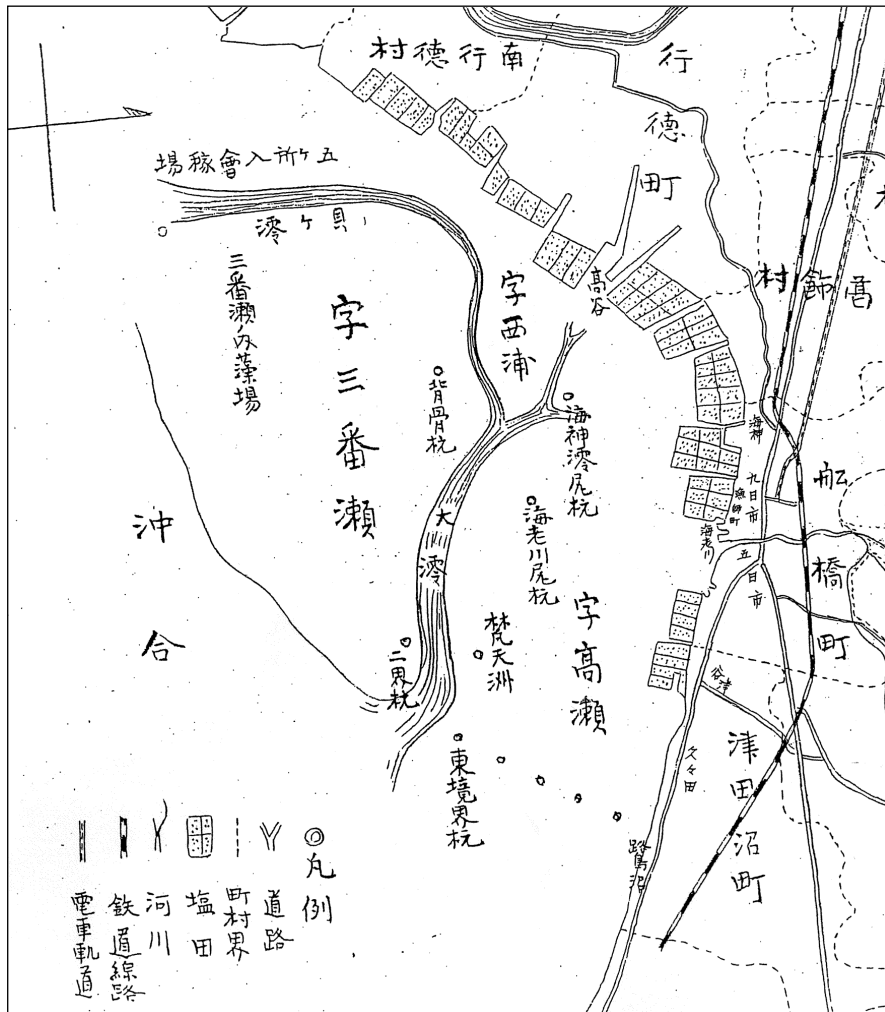 南行徳村
行徳町
五ケ所入會稼場
貝ケ澪
三番瀬内藻場
字三番瀬
字西浦
高谷
葛飾村
背骨杭
海神澪尻杭
海神
九日市
漁師町
船橋町
大澪
海老川尻杭
海老川
五日市
沖合
二界杭
梵天洲
字高瀬
谷津
津田沼町
東境界杭
久々田
鷺沼
凡例
道路
町村界
塩田
河川
鉄道線路
電車軌道